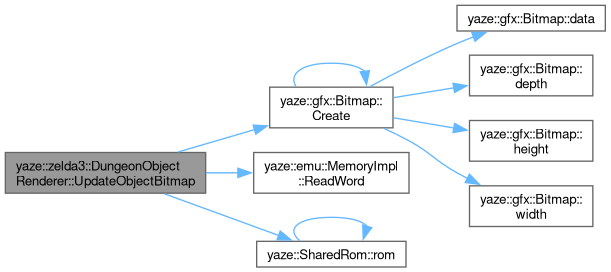 yaze::zelda3::DungeonObject
Renderer::UpdateObjectBitmap
yaze::gfx::Bitmap::
Create
yaze::emu::MemoryImpl
::ReadWord
yaze::SharedRom::rom
yaze::gfx::Bitmap::data
yaze::gfx::Bitmap::
depth
yaze::gfx::Bitmap::
height
yaze::gfx::Bitmap::
width